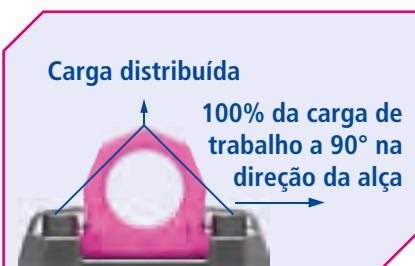 Carga distribuída
100% da carga de
trabalho a 90° na
direção da alça